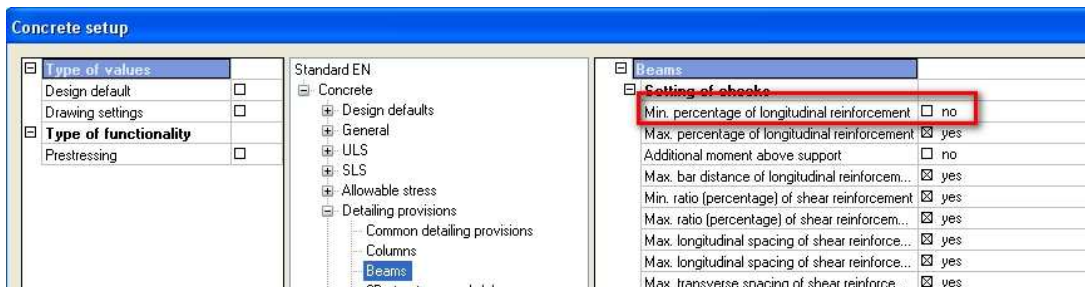 Concrete setup
Type of values
Design default
Drawing settings
Type of functionality
Prestressing
Standard EN
Concrete
Design defaults
General
ULS
SLS
Allowable stress
Detailing provisions
Common detailing provisions
Columns
Beams
Beams
Setting of checks
Min. percentage of longitudinal reinforcement no
Max. percentage of longitudinal reinforcement yes
Additional moment above support no
Max. bar distance of longitudinal reinforcem... yes
Min. ratio (percentage) of shear reinforcement yes
Max. ratio (percentage) of shear reinforcem... yes
Max. longitudinal spacing of shear reinforce... yes
Max. longitudinal spacing of shear reinforce... yes
Max. transverse spacing of shear reinforce... yes